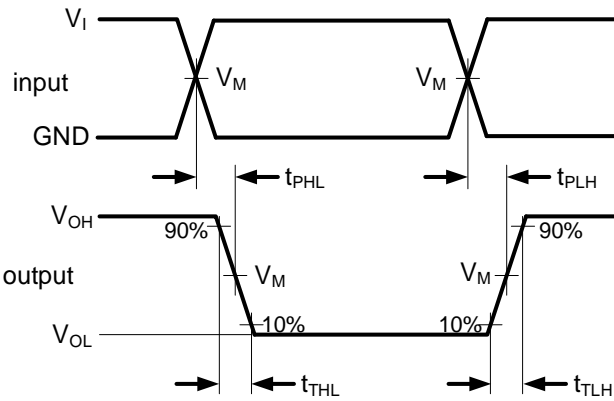 V_I
input
V_M V_M
GND
t_PHL t_PLH
V_OH
90% 90%
output
V_M V_M
10% 10%
V_OL
t_THL t_TLH